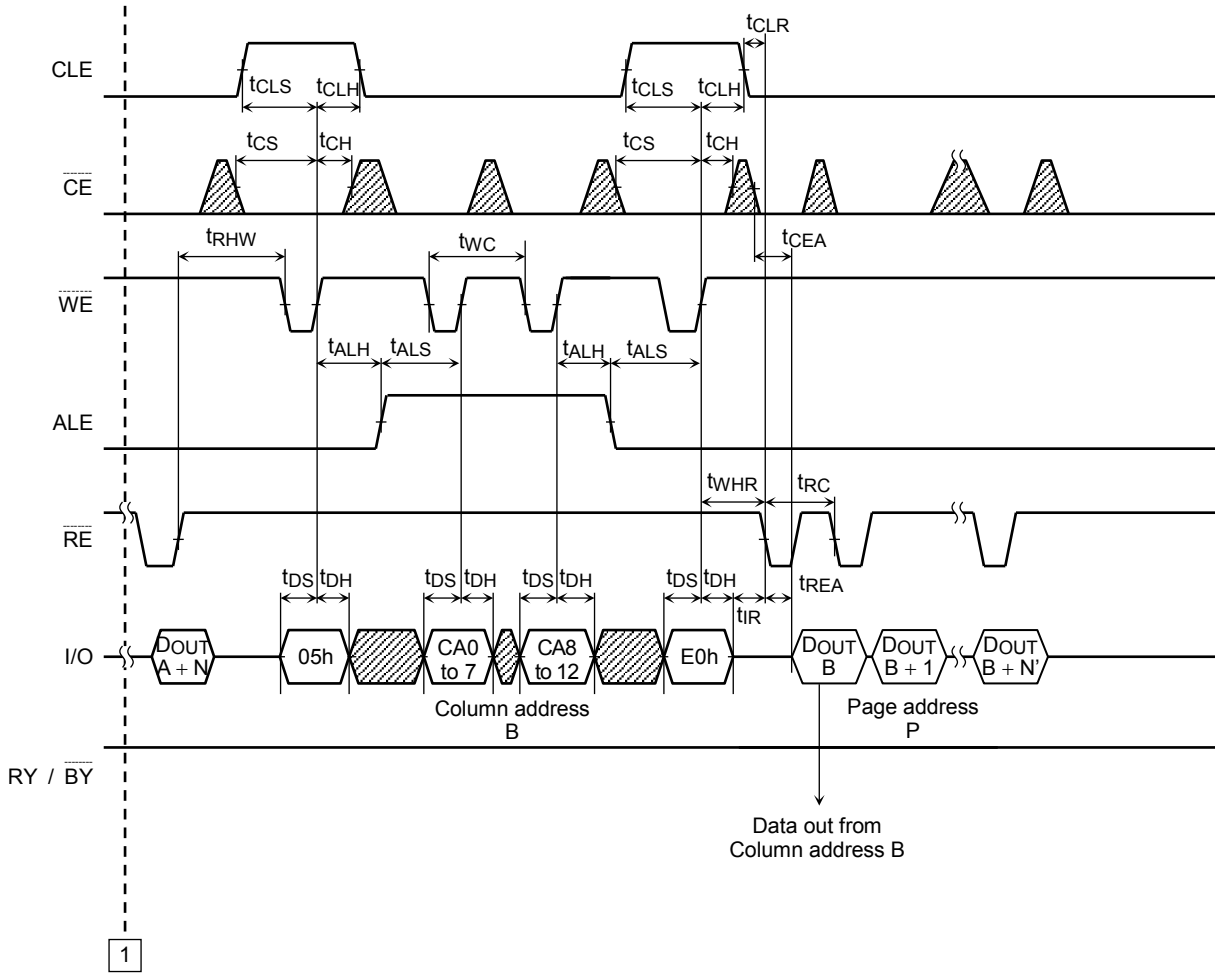 tCLR
CLE
tCLS tCLH tCLS tCLH
tCS tCH tCS tCH
CE
tRHW tWC tCEA
WE
tALH tALS tALH tALS
ALE
tWHR tRC
RE
tDS tDH tDS tDH tDS tDH tDS tDH tREA
tIR
I/O
DOUT
A + N
05h
CA0
to 7
CA8
to 12
E0h
DOUT
B
DOUT
B + 1
DOUT
B + N’
Column address
B
Page address
P
RY / BY
Data out from
Column address B
1